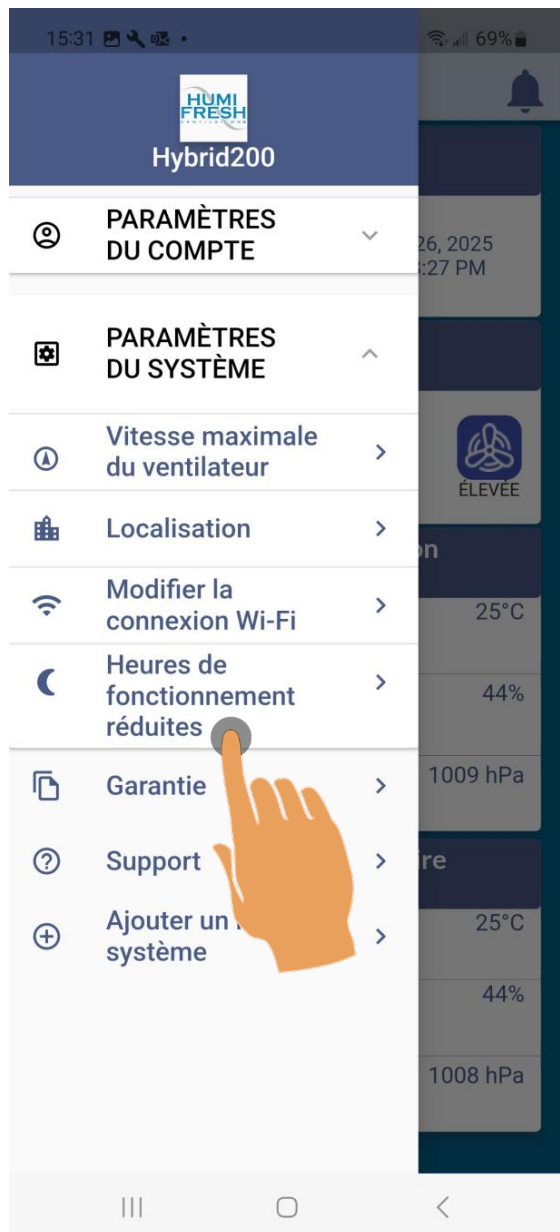 15:31
69%
HUMI
FRESH
Hybrid200
PARAMÈTRES
DU COMPTE
26, 2025
:27 PM
PARAMÈTRES
DU SYSTÈME
Vitesse maximale
du ventilateur
ÉLEVÉE
Localisation
on
Modifier la
connexion Wi-Fi
25°C
Heures de
fonctionnement
réduites
44%
Garantie
1009 hPa
Support
ire
Ajouter un
système
25°C
44%
1008 hPa